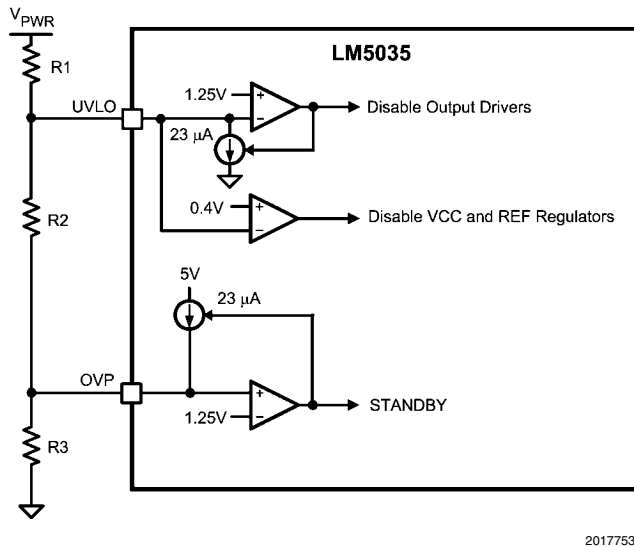 VPWR
R1
LM5035
1.25V
UVLO
Disable Output Drivers
23 μA
R2
0.4V
Disable VCC and REF Regulators
5V
23 μA
OVP
1.25V
STANDBY
R3
2017753